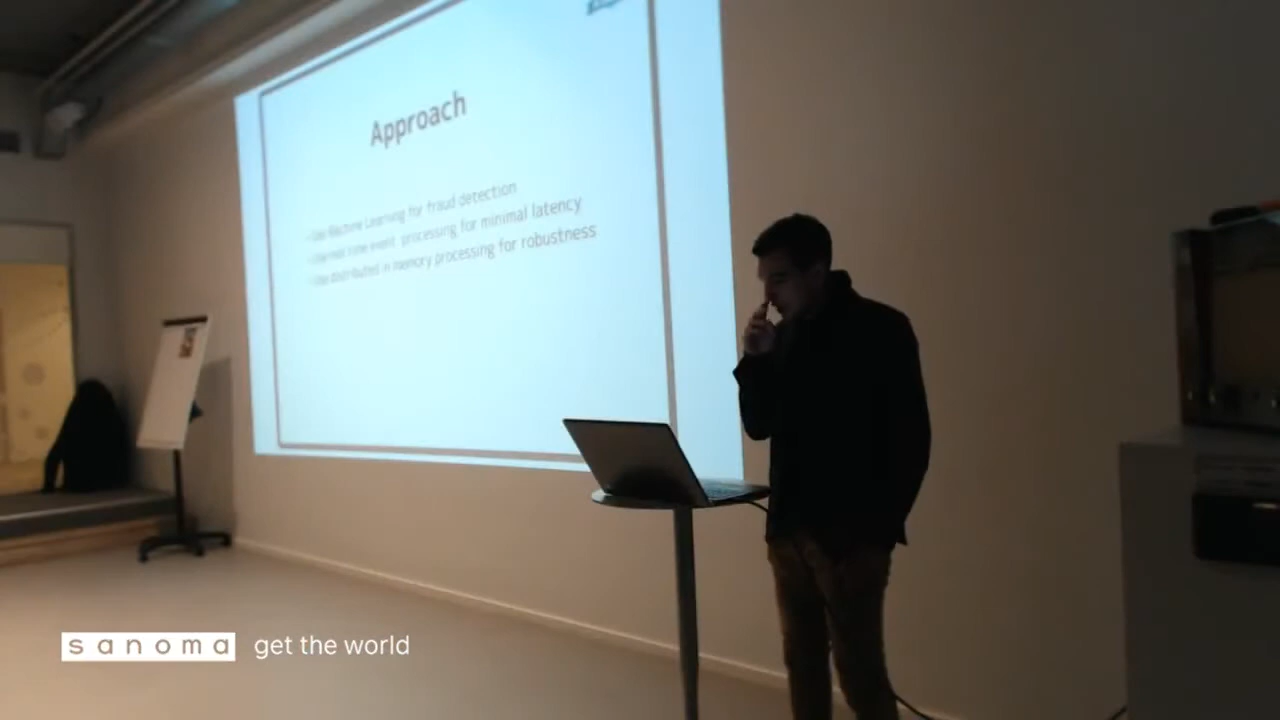 Approach
- Use Machine Learning for fraud detection
- Use real time event processing for minimal latency
- Use distributed in memory processing for robustness
sanoma get the world